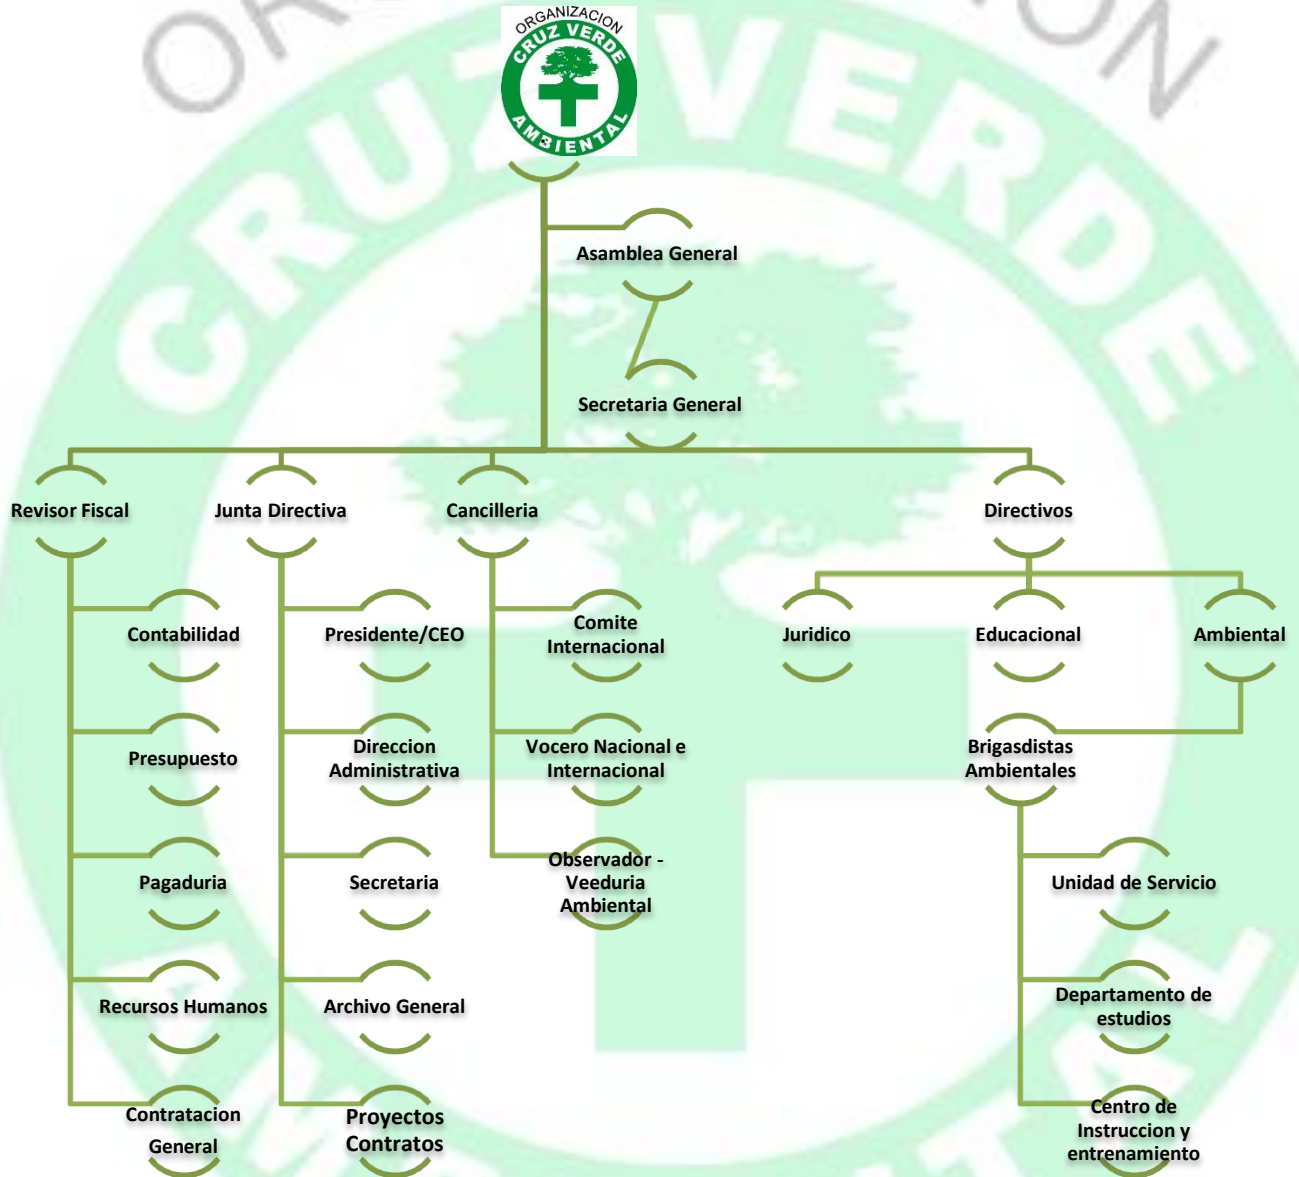 ORGANIZACION
CRUZ VERDE
AMBIENTAL
Asamblea General
Secretaria General
Revisor Fiscal
Junta Directiva
Cancilleria
Directivos
Contabilidad
Presidente/CEO
Comite
Internacional
Juridico
Educacional
Ambiental
Presupuesto
Direccion
Administrativa
Vocero Nacional e
Internacional
Brigasdistas
Ambientales
Pagaduria
Secretaria
Observador -
Veeduria
Ambiental
Unidad de Servicio
Recursos Humanos
Archivo General
Departamento de
estudios
Contratacion
General
Proyectos
Contratos
Centro de
Instruccion y
entrenamiento
CRUZ VERDE